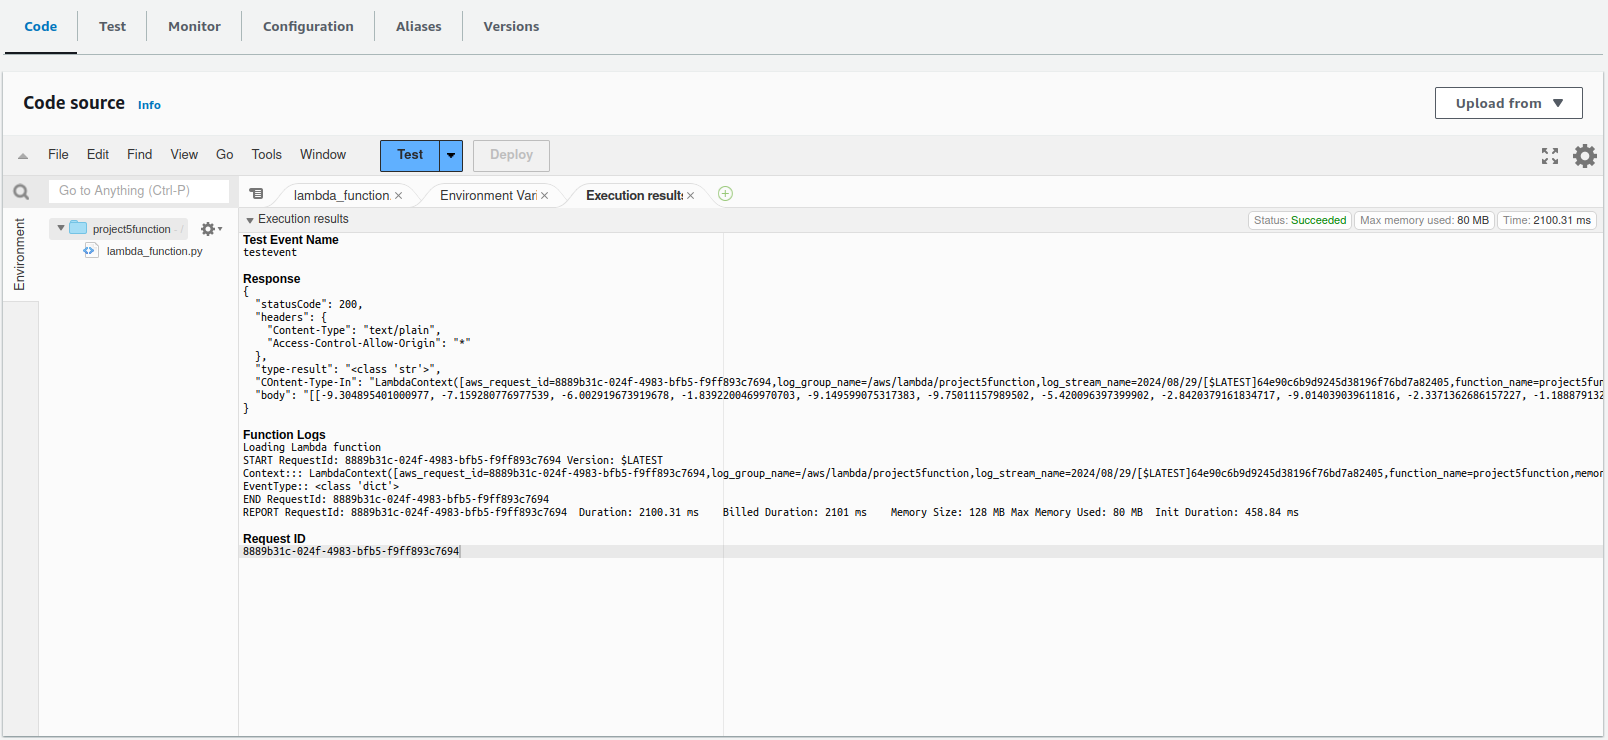 Code Test Monitor Configuration Aliases Versions
Code source Info
Upload from
File Edit Find View Go Tools Window Test Deploy
Go to Anything (Ctrl-P)
lambda_function Environment Vari Execution results
Environment
project5function - /
lambda_function.py
Execution results
Status: Succeeded Max memory used: 80 MB Time: 2100.31 ms
Test Event Name
testevent
Response
{
"statusCode": 200,
"headers": {
"Content-Type": "text/plain",
"Access-Control-Allow-Origin": "*"
},
"type-result": "<class 'str'>",
"COntent-Type-In": "LambdaContext([aws_request_id=8889b31c-024f-4983-bfb5-f9ff893c7694,log_group_name=/aws/lambda/project5function,log_stream_name=2024/08/29/[$LATEST]64e90c6b9d9245d38196f76bd7a82405,function_name=project5fun
"body": "[[-9.304895401000977, -7.159280776977539, -6.002919673919678, -1.8392200469970703, -9.149599075317383, -9.75011157989502, -5.420096397399902, -2.8420379161834717, -9.014039039611816, -2.3371362686157227, -1.188879132
}
Function Logs
Loading Lambda function
START RequestId: 8889b31c-024f-4983-bfb5-f9ff893c7694 Version: $LATEST
Context::: LambdaContext([aws_request_id=8889b31c-024f-4983-bfb5-f9ff893c7694,log_group_name=/aws/lambda/project5function,log_stream_name=2024/08/29/[$LATEST]64e90c6b9d9245d38196f76bd7a82405,function_name=project5function,memor
EventType:: <class 'dict'>
END RequestId: 8889b31c-024f-4983-bfb5-f9ff893c7694
REPORT RequestId: 8889b31c-024f-4983-bfb5-f9ff893c7694 Duration: 2100.31 ms Billed Duration: 2101 ms Memory Size: 128 MB Max Memory Used: 80 MB Init Duration: 458.84 ms
Request ID
8889b31c-024f-4983-bfb5-f9ff893c7694